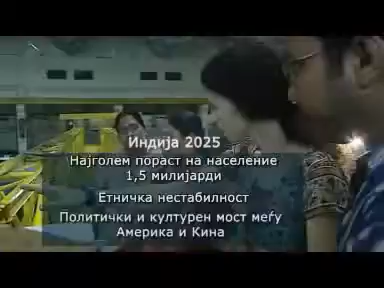 Индија 2025
Најголем пораст на население
1,5 милијарди
Етничка нестабилност
Политички и културен мост меѓу
Америка и Кина